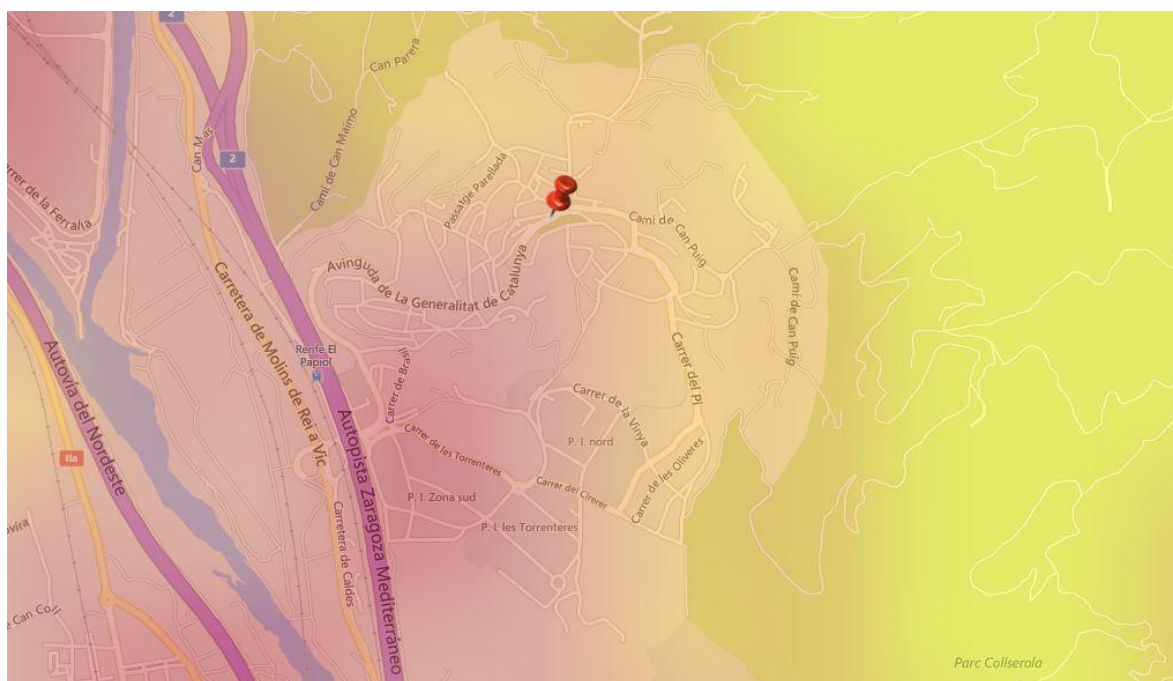 2
Can Parera
Can Mas
2
Camí de Can Maimo
Passatge Parellada
rrer de la Ferralla
Camí de Can Puig
Avinguda de La Generalitat de Catalunya
Carretera de Molins de Rei a Vic
Camí de Can Puig
Renfe El
Papiol
Carrer de Brasil
Carrer del Pi
Autovía del Nordeste
Autopista Zaragoza Mediterráneo
Carrer de la Vinya
Carrer de les Torrenteres
P. I. nord
IIa
Carrer de les Oliveres
Carrer del Cirerer
P. I. Zona sud
Carretera de Caldes
P. I. les Torrenteres
ovira
e Can Coll
Parc Collserola